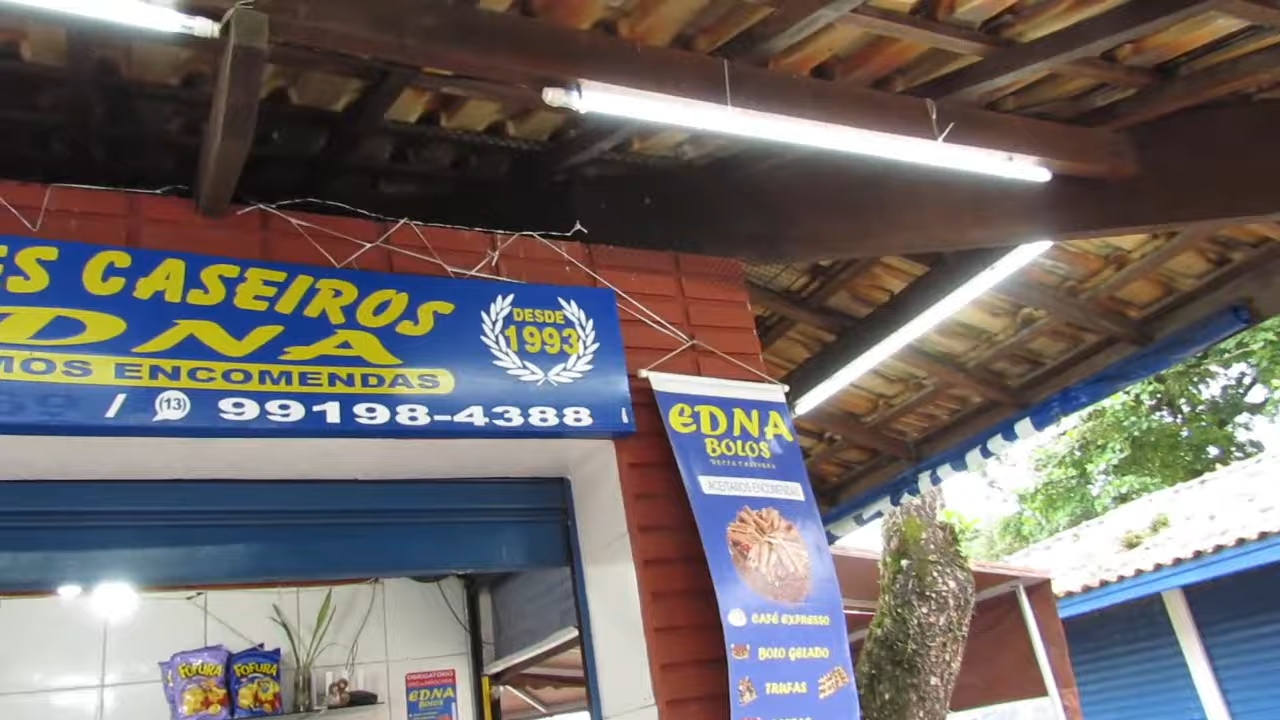 ES CASEIROS
DNA
MOS ENCOMENDAS
/ (13) 99198-4388
DESDE
1993
EDNA
BOLOS
ACEITAMOS ENCOMENDAS
CAFÉ EXPRESSO
BOLO GELADO
TRUFAS
FOFURA
FOFURA
OBRIGATÓRIO
EDNA
BOLOS